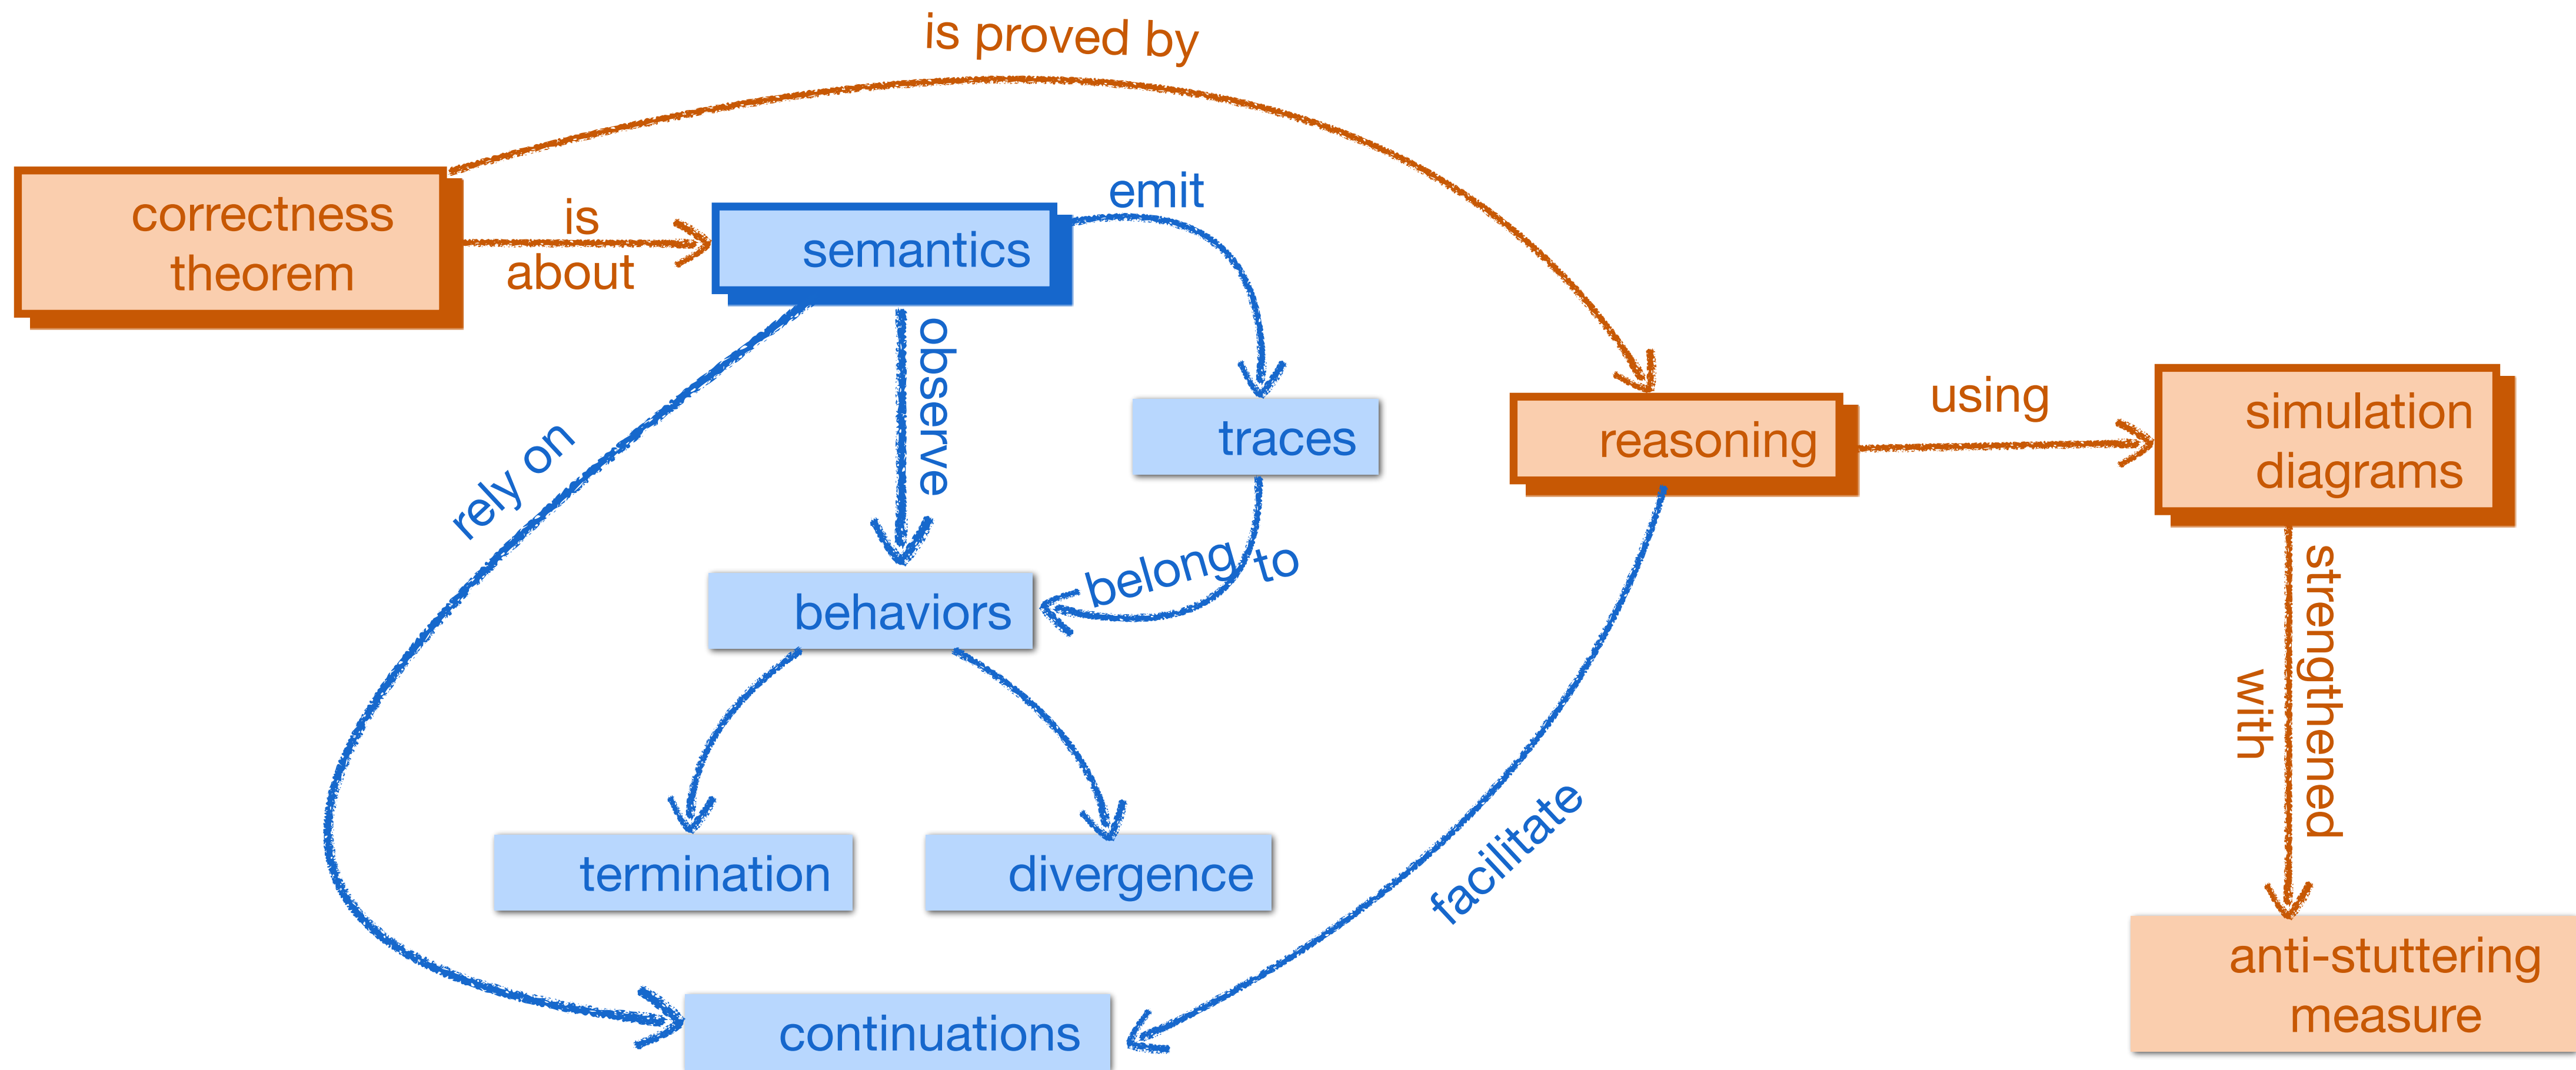 is proved by
correctness
theorem
is
about
semantics
emit
observe
rely on
traces
reasoning
using
simulation
diagrams
belong to
behaviors
strengthened
with
termination
divergence
facilitate
continuations
anti-stuttering
measure